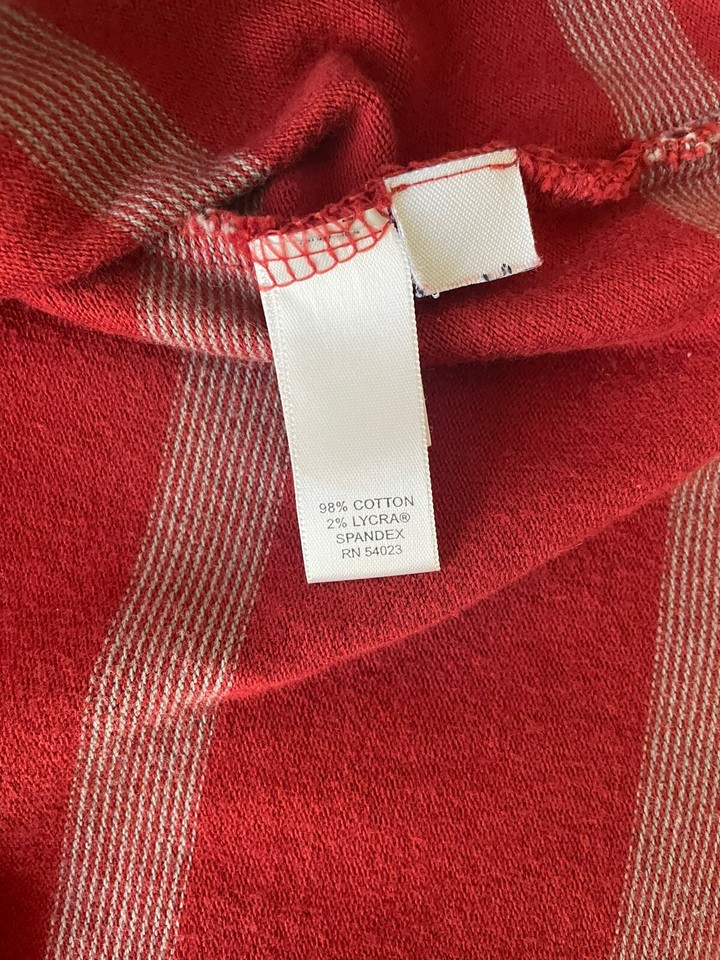 98% COTTON
2% LYCRA®
SPANDEX
RN 54023